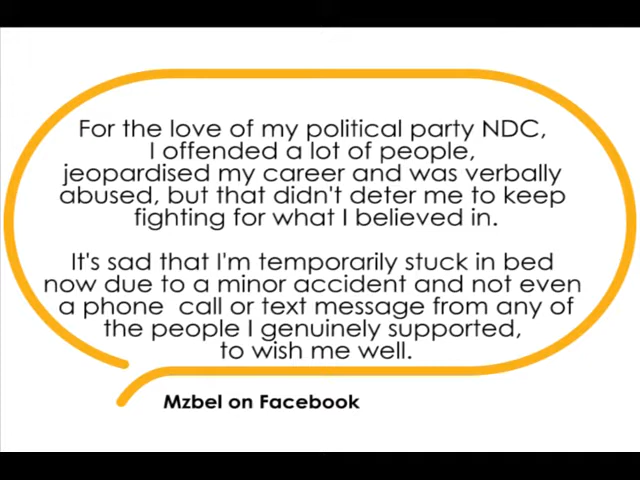 For the love of my political party NDC,
I offended a lot of people,
jeopardised my career and was verbally
abused, but that didn't deter me to keep
fighting for what I believed in.
It's sad that I'm temporarily stuck in bed
now due to a minor accident and not even
a phone call or text message from any of
the people I genuinely supported,
to wish me well.
Mzbel on Facebook